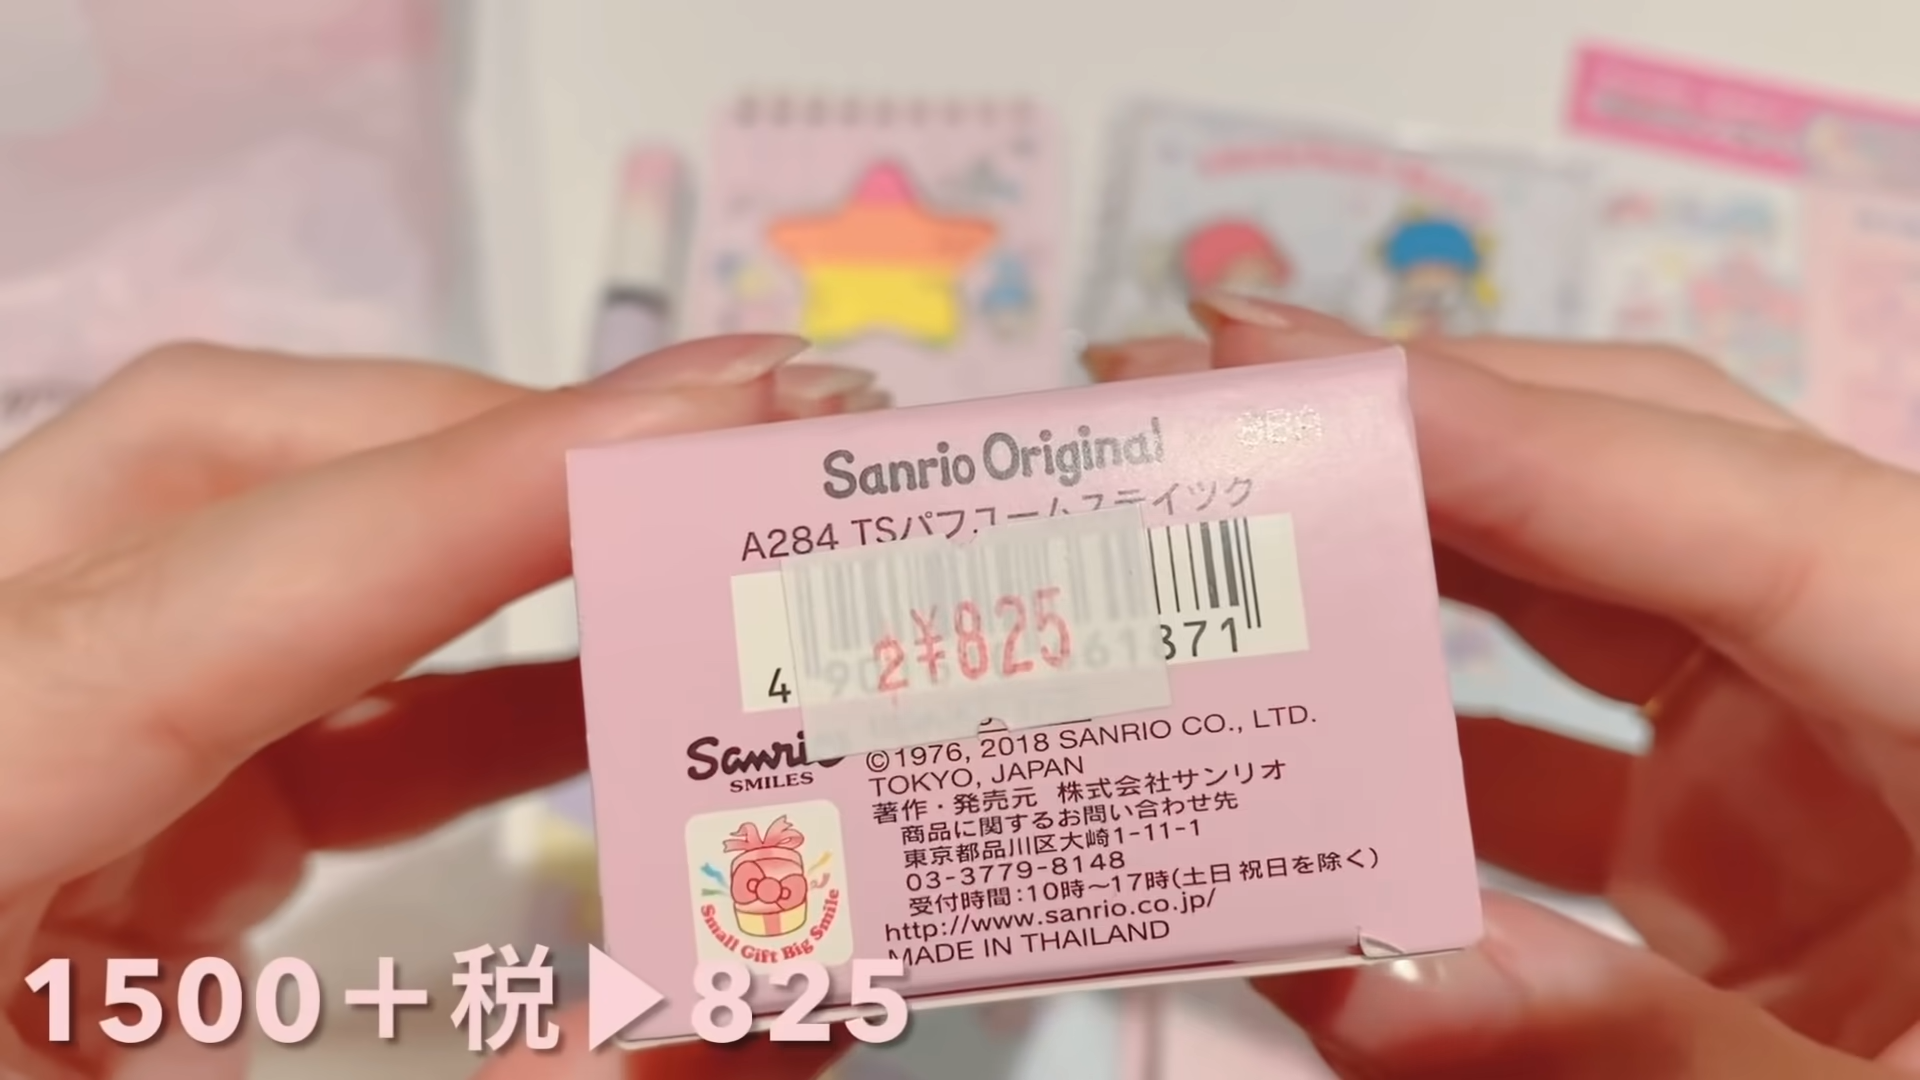 Sanrio Original
8BA
A284 TSパフュームスティック
2¥825
4 90 61 871
Sanrio
SMILES
©1976, 2018 SANRIO CO., LTD.
TOKYO, JAPAN
著作・発売元 株式会社サンリオ
商品に関するお問い合わせ先
東京都品川区大崎1-11-1
03-3779-8148
受付時間:10時~17時(土日祝日を除く)
http://www.sanrio.co.jp/
MADE IN THAILAND
Small Gift Big Smile
1500+税▶825